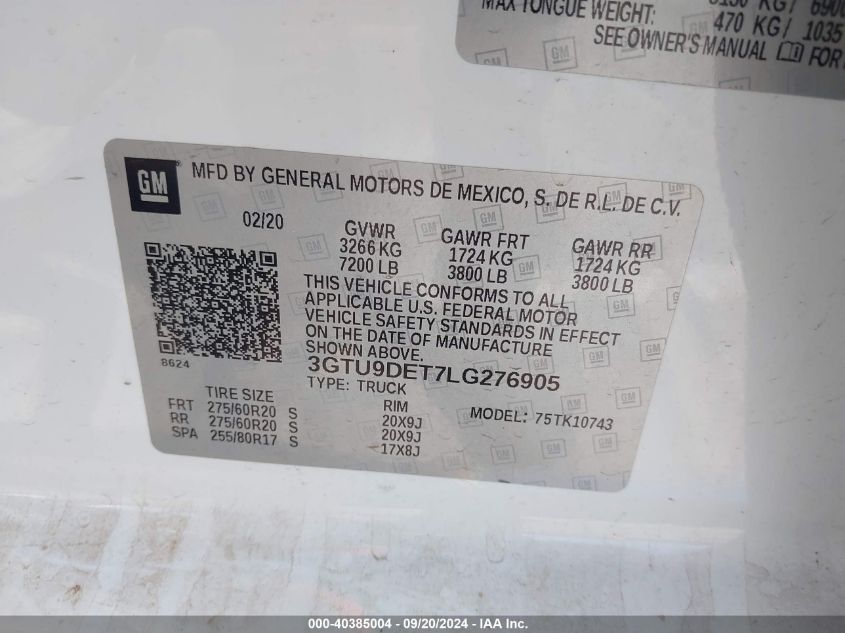 KG/
MAX TONGUE WEIGHT: 470 KG/ 1035
SEE OWNER'S MANUAL FOR
GM
MFD BY GENERAL MOTORS DE MEXICO, S. DE R.L. DE C.V.
02/20
GVWR
3266 KG
7200 LB
GAWR FRT
1724 KG
3800 LB
GAWR RR
1724 KG
3800 LB
THIS VEHICLE CONFORMS TO ALL
APPLICABLE U.S. FEDERAL MOTOR
VEHICLE SAFETY STANDARDS IN EFFECT
ON THE DATE OF MANUFACTURE
SHOWN ABOVE.
8624
3GTU9DET7LG276905
TYPE: TRUCK
MODEL: 75TK10743
TIRE SIZE RIM
FRT 275/60R20 S 20X9J
RR 275/60R20 S 20X9J
SPA 255/80R17 S 17X8J
000-40385004 - 09/20/2024 - IAA Inc.